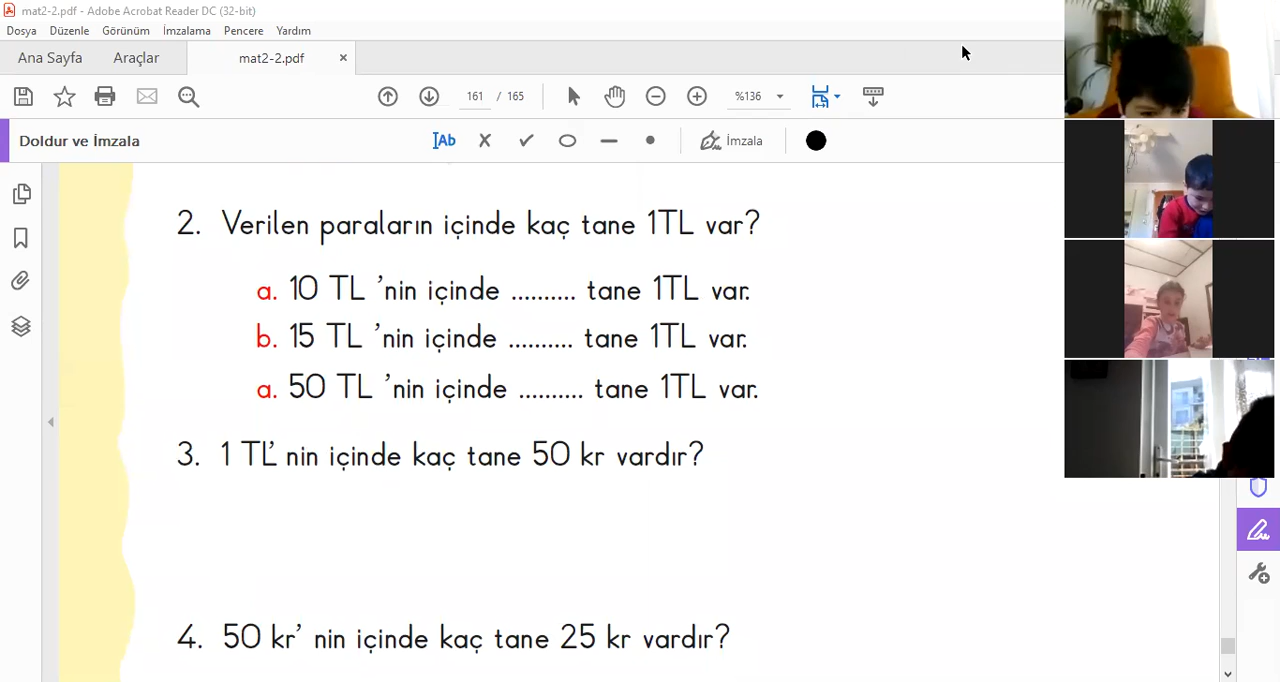 mat2-2.pdf - Adobe Acrobat Reader DC (32-bit)
Dosya Düzenle Görünüm İmzalama Pencere Yardım
Ana Sayfa Araçlar mat2-2.pdf ×
161 / 165 %136
Doldur ve İmzala İmzala
2. Verilen paraların içinde kaç tane 1TL var?
a. 10 TL 'nin içinde .......... tane 1TL var.
b. 15 TL 'nin içinde .......... tane 1TL var.
a. 50 TL 'nin içinde .......... tane 1TL var.
3. 1 TL' nin içinde kaç tane 50 kr vardır?
4. 50 kr' nin içinde kaç tane 25 kr vardır?